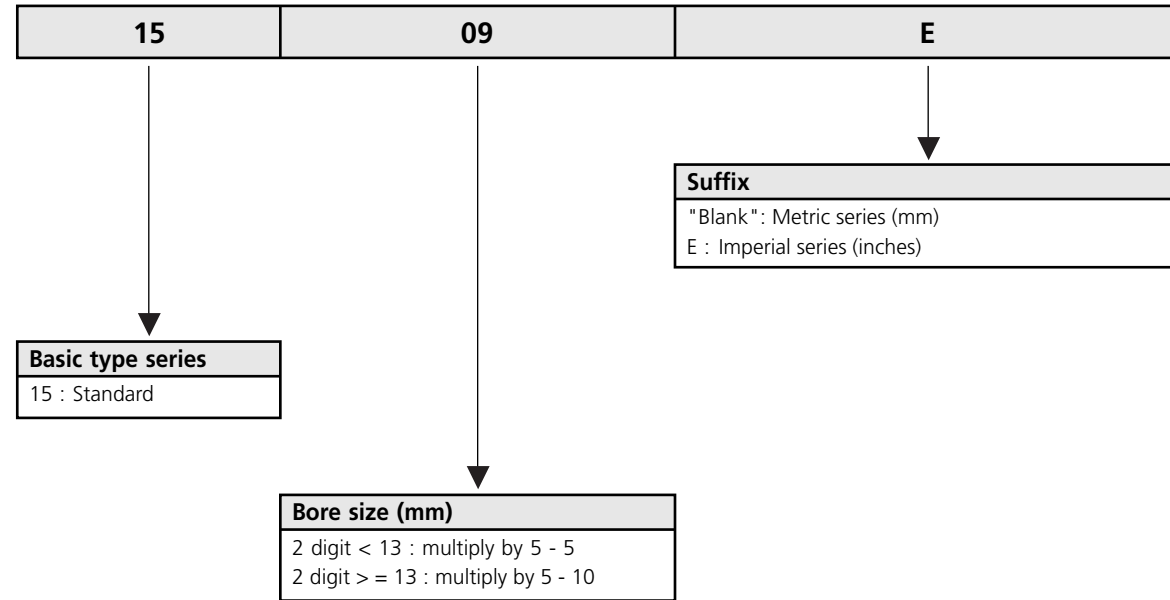 15 09 E
Suffix
"Blank": Metric series (mm)
E : Imperial series (inches)
Basic type series
15 : Standard
Bore size (mm)
2 digit < 13 : multiply by 5 - 5
2 digit > = 13 : multiply by 5 - 10